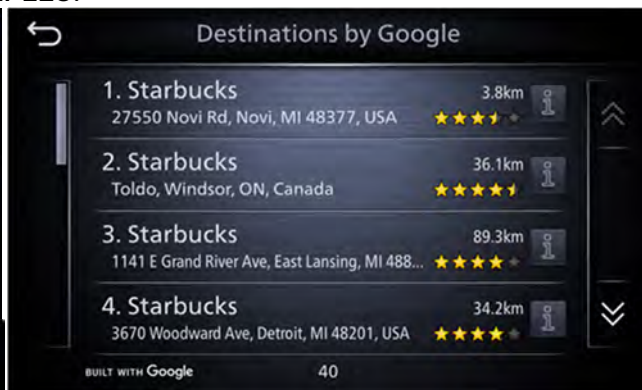 Destinations by Google
1. Starbucks 3.8km
27550 Novi Rd, Novi, MI 48377, USA
2. Starbucks 36.1km
Toldo, Windsor, ON, Canada
3. Starbucks 89.3km
1141 E Grand River Ave, East Lansing, MI 488...
4. Starbucks 34.2km
3670 Woodward Ave, Detroit, MI 48201, USA
BUILT WITH Google 40